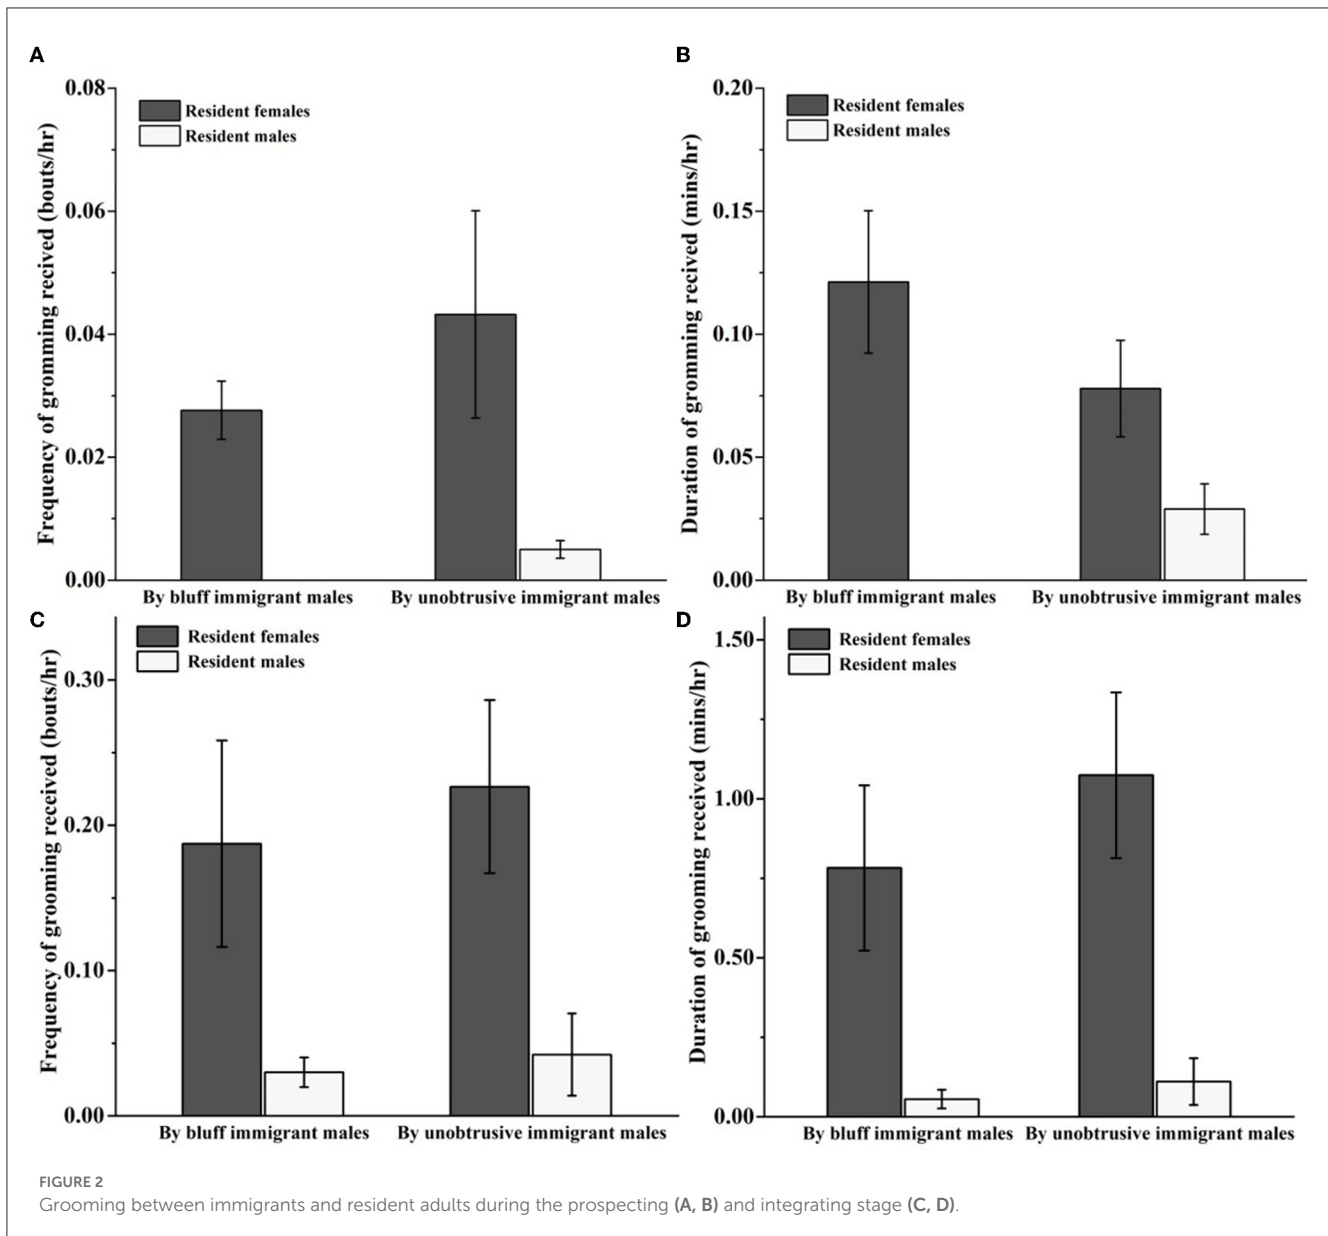 A
Frequency of gromming recived (bouts/hr)
0.08
0.06
0.04
0.02
0.00
Resident females
Resident males
By bluff immigrant males
By unobtrusive immigrant males
B
Duration of gromming recived (mins/hr)
0.20
0.15
0.10
0.05
0.00
Resident females
Resident males
By bluff immigrant males
By unobtrusive immigrant males
C
Frequency of grooming received (bouts/hr)
0.30
0.20
0.10
0.00
Resident females
Resident males
By bluff immigrant males
By unobtrusive immigrant males
D
Duration of grooming received (mins/hr)
1.50
1.00
0.50
0.00
Resident females
Resident males
By bluff immigrant males
By unobtrusive immigrant males
FIGURE 2
Grooming between immigrants and resident adults during the prospecting (A, B) and integrating stage (C, D).